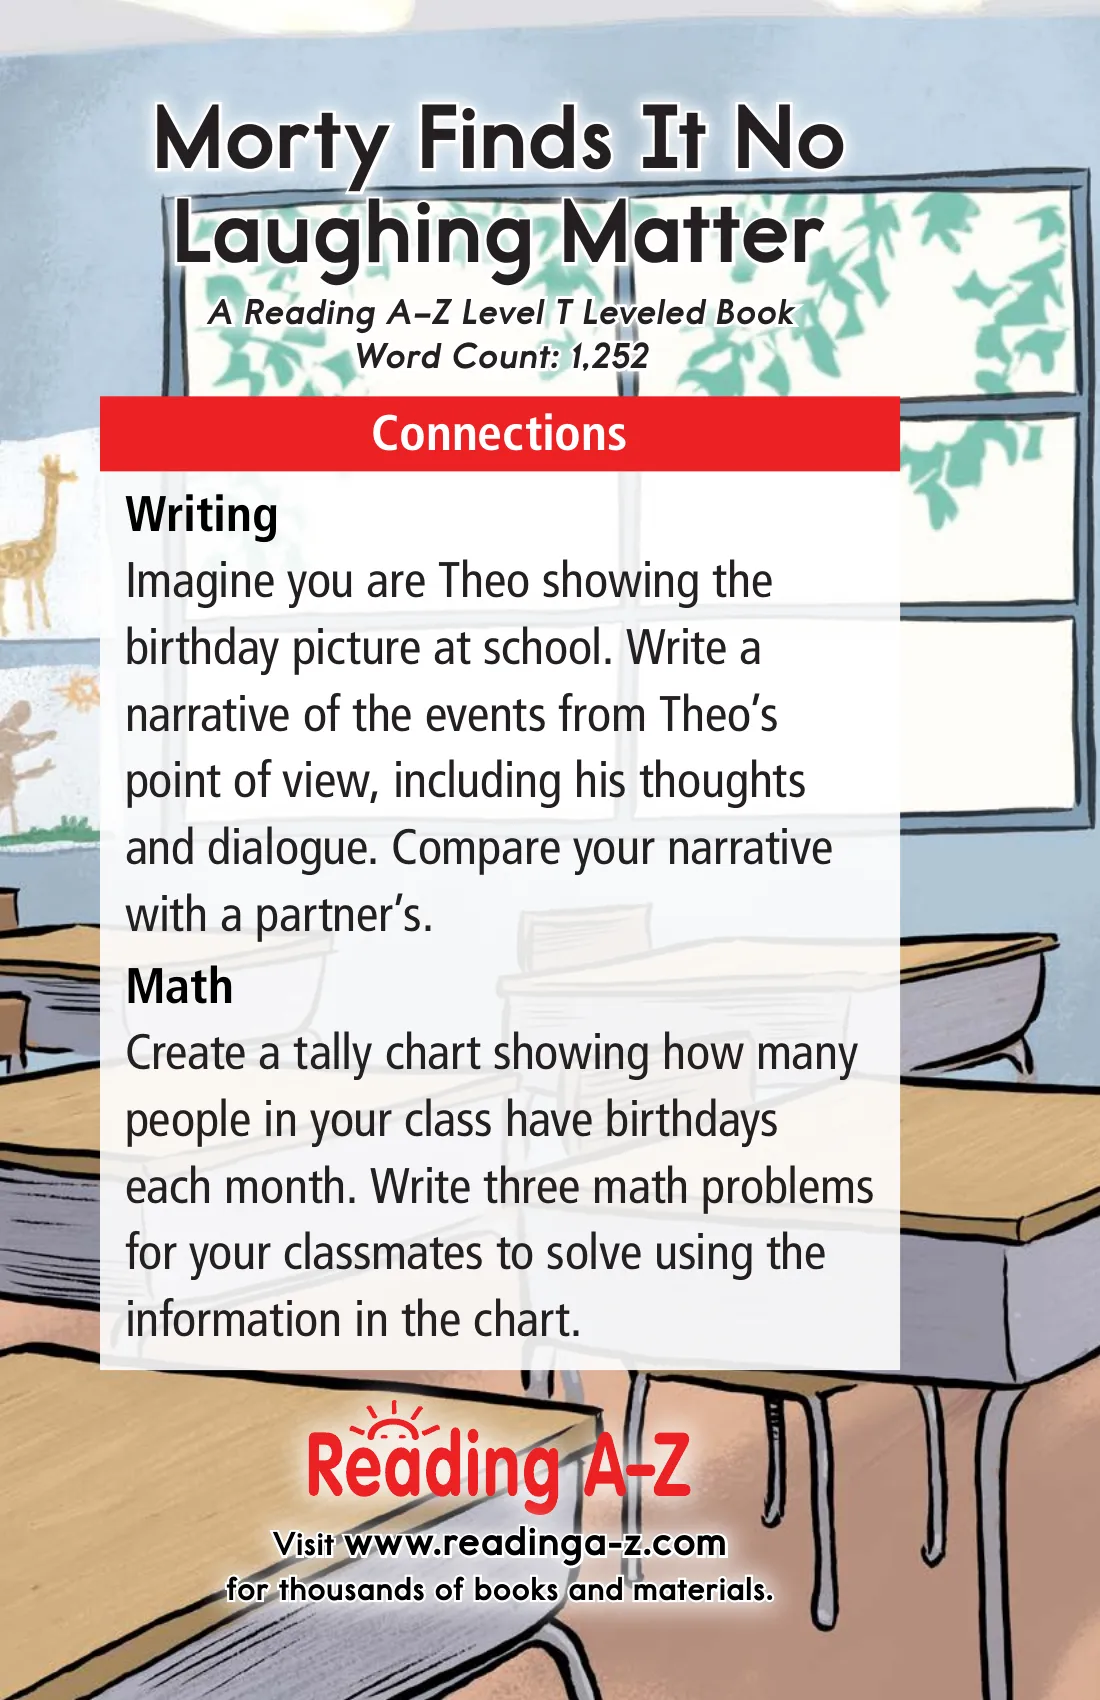 Morty Finds It No
Laughing Matter
A Reading A–Z Level T Leveled Book
Word Count: 1,252
Connections
Writing
Imagine you are Theo showing the
birthday picture at school. Write a
narrative of the events from Theo’s
point of view, including his thoughts
and dialogue. Compare your narrative
with a partner’s.
Math
Create a tally chart showing how many
people in your class have birthdays
each month. Write three math problems
for your classmates to solve using the
information in the chart.
Reading A–Z
Visit www.readinga-z.com
for thousands of books and materials.